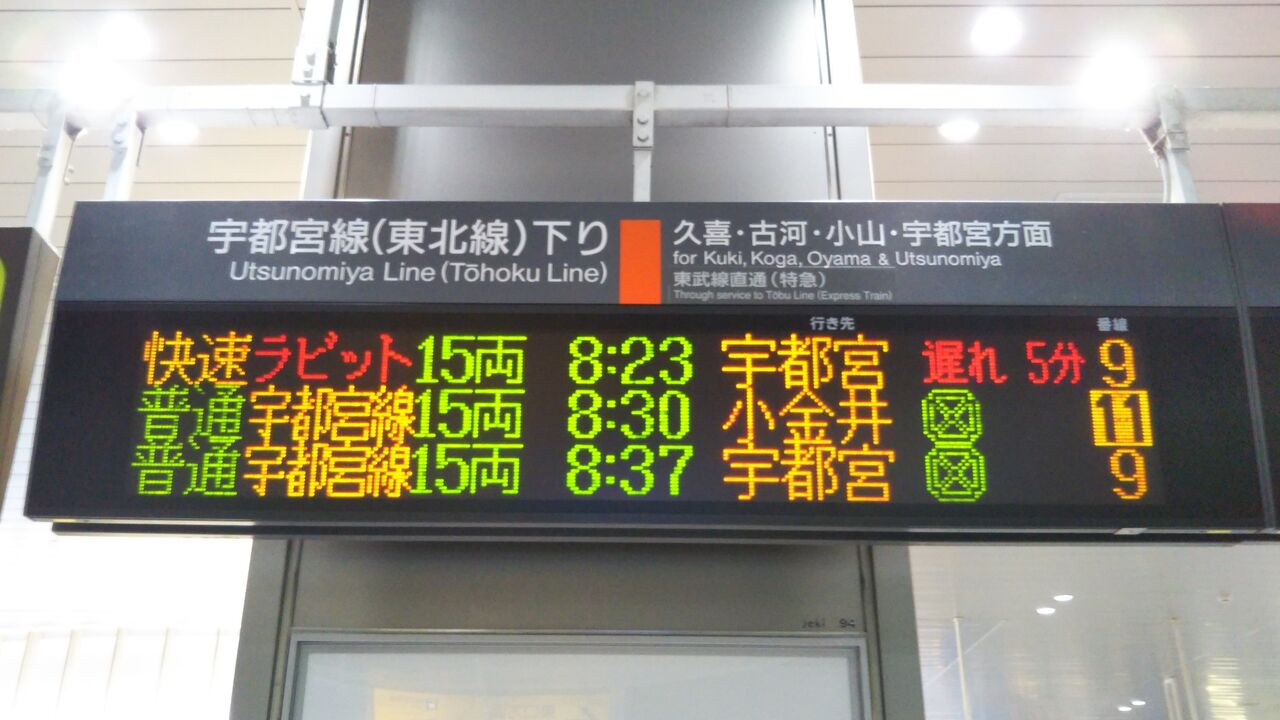 宇都宮線(東北線)下り
Utsunomiya Line (Tōhoku Line)
久喜・古河・小山・宇都宮方面
for Kuki, Koga, Oyama & Utsunomiya
東武線直通(特急)
Through service to Tōbu Line (Express Train)
行き先 番線
快速 ラビット 15両 8:23 宇都宮 遅れ 5分 9
普通 宇都宮線 15両 8:30 小金井 図 11
普通 宇都宮線 15両 8:37 宇都宮 図 9
jeki 94